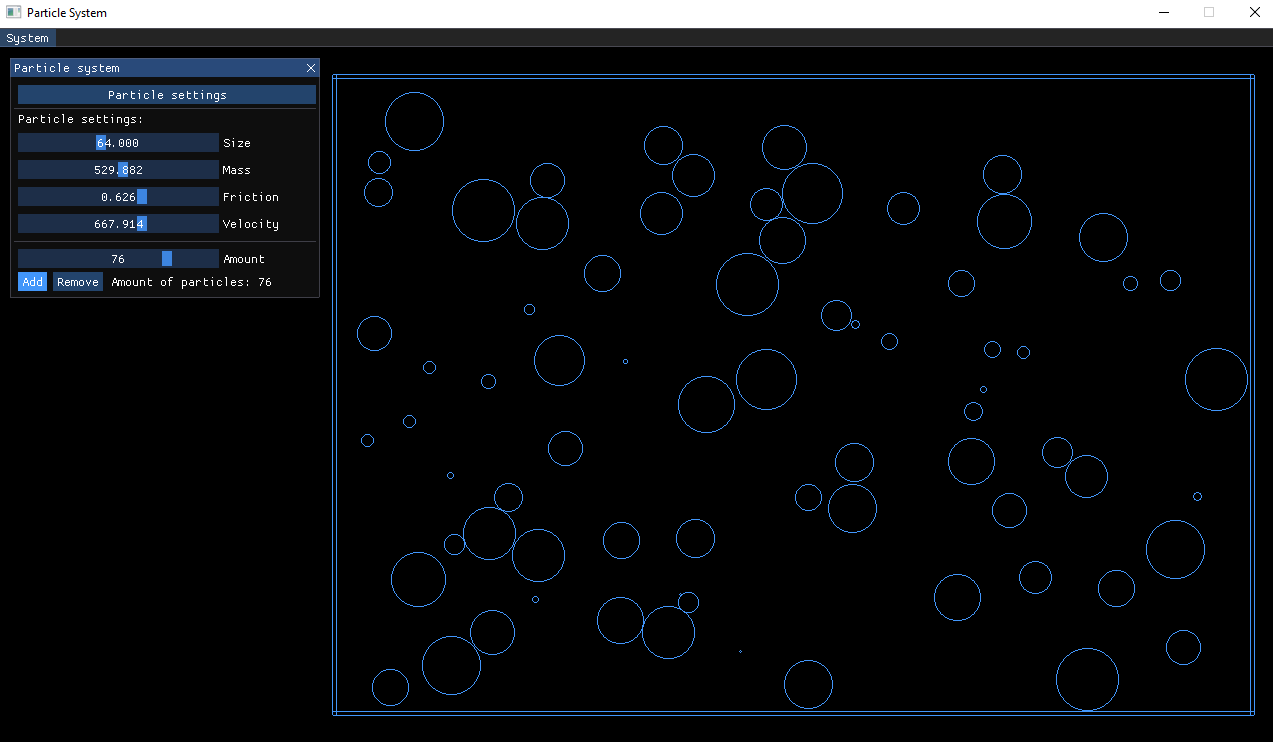 Particle System
System
Particle system
Particle settings
Particle settings:
64.000 Size
529.882 Mass
0.626 Friction
667.914 Velocity
76 Amount
Add Remove Amount of particles: 76